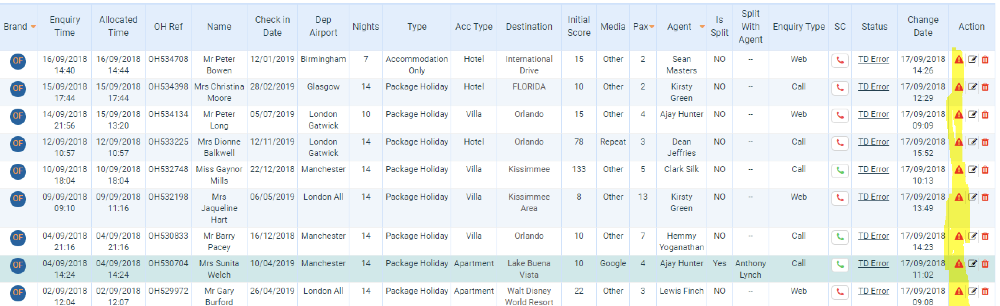 Brand Enquiry Time Allocated Time OH Ref Name Check in Date Dep Airport Nights Type Acc Type Destination Initial Score Media Pax Agent Is Split Split With Agent Enquiry Type SC Status Change Date Action
OF 16/09/2018 14:40 16/09/2018 14:44 OH534708 Mr Peter Bowen 12/01/2019 Birmingham 7 Accommodation Only Hotel International Drive 15 Other 2 Sean Masters NO -- Web TD Error 17/09/2018 14:26
OF 15/09/2018 17:44 15/09/2018 17:44 OH534398 Mrs Christina Moore 28/02/2019 Glasgow 14 Package Holiday Hotel FLORIDA 10 Other 2 Kirsty Green NO -- Call TD Error 17/09/2018 12:29
OF 14/09/2018 21:56 15/09/2018 13:20 OH534134 Mr Peter Long 05/07/2019 London Gatwick 10 Package Holiday Villa Orlando 15 Other 4 Ajay Hunter NO -- Web TD Error 17/09/2018 09:09
OF 12/09/2018 10:57 12/09/2018 10:57 OH533225 Mrs Dionne Balkwell 12/11/2019 London Gatwick 14 Package Holiday Hotel Orlando 78 Repeat 3 Dean Jeffries NO -- Call TD Error 17/09/2018 15:52
OF 10/09/2018 18:04 10/09/2018 18:04 OH532748 Miss Gaynor Mills 22/12/2018 Manchester 14 Package Holiday Villa Kissimmee 133 Other 5 Clark Silk NO -- Call TD Error 17/09/2018 10:13
OF 09/09/2018 09:10 09/09/2018 11:16 OH532198 Mrs Jaqueline Hart 06/05/2019 London All 14 Package Holiday Villa Kissimmee Area 8 Other 13 Kirsty Green NO -- Web TD Error 17/09/2018 13:49
OF 04/09/2018 21:16 04/09/2018 21:16 OH530833 Mr Barry Pacey 16/12/2018 Manchester 14 Package Holiday Villa Orlando 10 Other 7 Hemmy Yoganathan NO -- Call TD Error 17/09/2018 14:23
OF 04/09/2018 14:24 04/09/2018 14:24 OH530704 Mrs Sunita Welch 10/04/2019 Manchester 14 Package Holiday Apartment Lake Buena Vista 10 Google 4 Ajay Hunter Yes Anthony Lynch Call TD Error 17/09/2018 11:02
OF 02/09/2018 12:04 02/09/2018 12:07 OH529972 Mr Gary Burford 26/04/2019 London All 14 Package Holiday Apartment Walt Disney World Resort 22 Other 3 Lewis Finch NO -- Web TD Error 17/09/2018 09:08